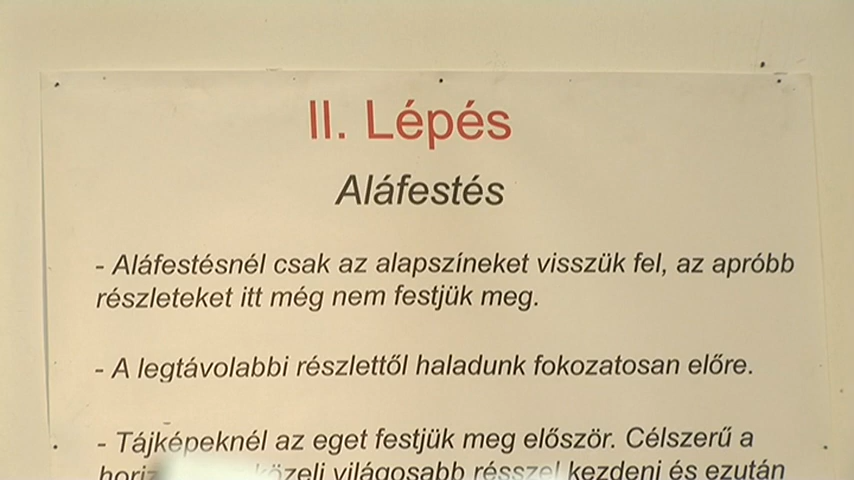 II. Lépés
Aláfestés
- Aláfestésnél csak az alapszíneket visszük fel, az apróbb
részleteket itt még nem festjük meg.
- A legtávolabbi részlettől haladunk fokozatosan előre.
- Tájképeknél az eget festjük meg először. Célszerű a
közeli világosabb résszel kezdeni és ezután